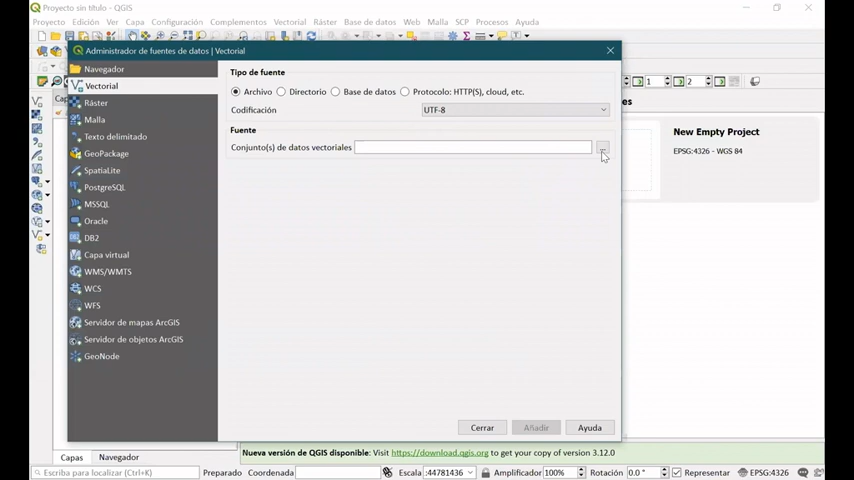 Proyecto sin título - QGIS
Proyecto Edición Ver Capa Configuración Complementos Vectorial Ráster Base de datos Web Malla SCP Procesos Ayuda
Administrador de fuentes de datos | Vectorial
Navegador
Vectorial
Ráster
Malla
Texto delimitado
GeoPackage
SpatiaLite
PostgreSQL
MSSQL
Oracle
DB2
Capa virtual
WMS/WMTS
WCS
WFS
Servidor de mapas ArcGIS
Servidor de objetos ArcGIS
GeoNode
Tipo de fuente
Archivo Directorio Base de datos Protocolo: HTTP(S), cloud, etc.
Codificación UTF-8
Fuente
Conjunto(s) de datos vectoriales
Cerrar Añadir Ayuda
1 2
New Empty Project
EPSG:4326 - WGS 84
Capas Navegador
Nueva versión de QGIS disponible: Visit https://download.qgis.org to get your copy of version 3.12.0
Escriba para localizar (Ctrl+K) Preparado Coordenada Escala :44781436 Amplificador 100% Rotación 0.0 ° Representar EPSG:4326